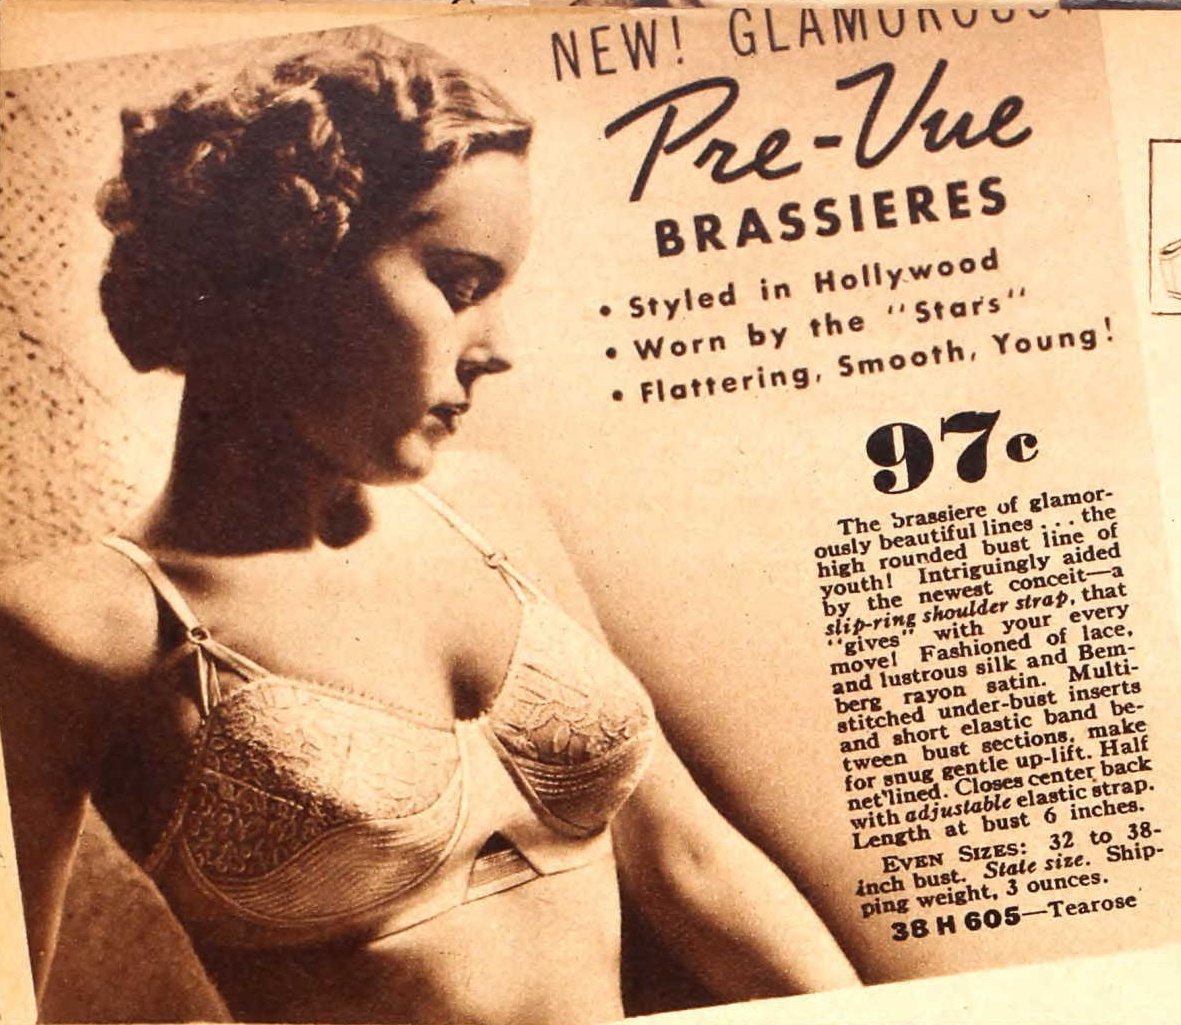 NEW! GLAMOROUS!
Pre-Vue
BRASSIERES
• Styled in Hollywood
• Worn by the "Stars"
• Flattering, Smooth, Young!
97c
The brassiere of glamor-
ously beautiful lines . . . the
high rounded bust line of
youth! Intriguingly aided
by the newest conceit—a
slip-ring shoulder strap, that
"gives" with your every
move! Fashioned of lace,
and lustrous silk and Bem-
berg rayon satin. Multi-
stitched under-bust inserts
and short elastic band be-
tween bust sections, make
for snug gentle up-lift. Half
net lined. Closes center back
with adjustable elastic strap.
Length at bust 6 inches.
EVEN SIZES: 32 to 38-
inch bust. State size. Ship-
ping weight, 3 ounces.
38 H 605—Tearose